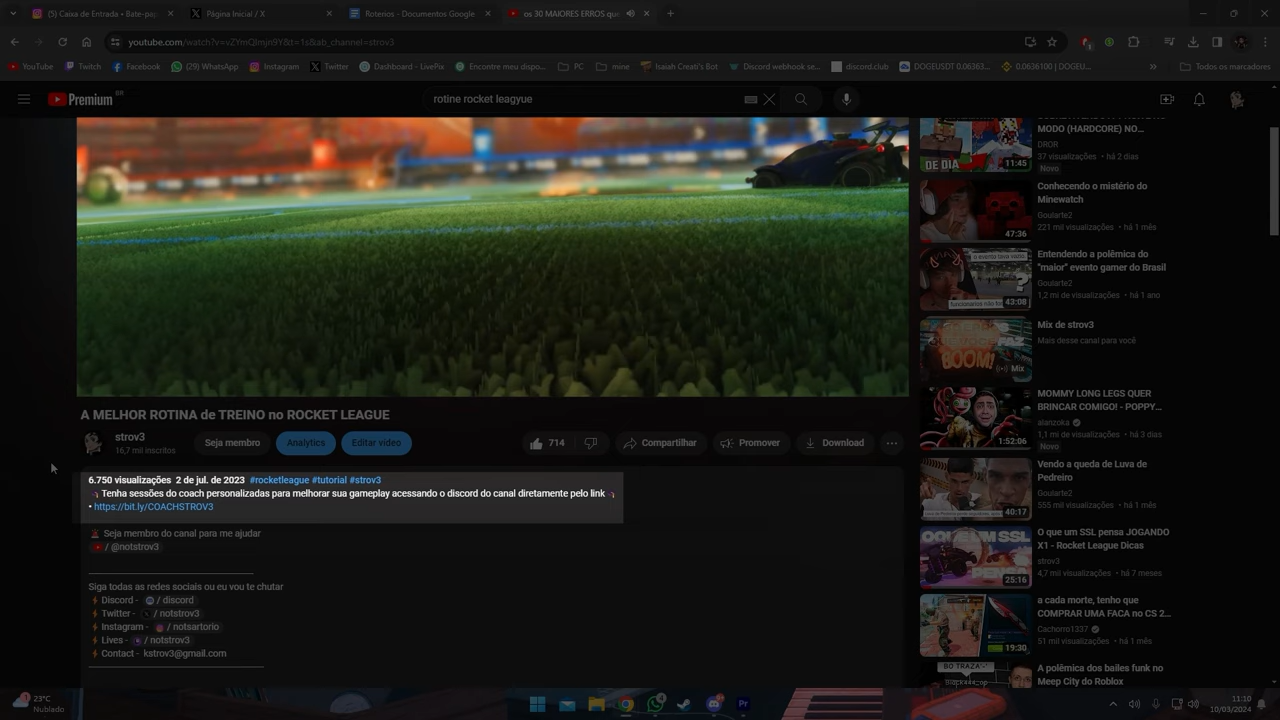 (5) Caixa de Entrada • Bate-pa
Página Inicial / X
Roterios - Documentos Google
os 30 MAIORES ERROS que
youtube.com/watch?v=vZYmQlmjn9Y&t=1s&ab_channel=strov3
YouTube
Twitch
Facebook
(29) WhatsApp
Instagram
Twitter
Dashboard - LivePix
Encontre meu dispo...
PC
mine
Isaiah Creati's Bot
Discord.webhook se...
discord.club
DOGEUSDT 0.06363...
0.0636100 | DOGEU...
Todos os marcadores
Premium BR
rotine rocket leagyue
MODO (HARDCORE) NO...
DROR
37 visualizações • há 2 dias
Novo
DE DIA
11:45
Conhecendo o mistério do
Minewatch
Goularte2
221 mil visualizações • há 1 mês
47:36
Entendendo a polêmica do
"maior" evento gamer do Brasil
Goularte2
1,2 mi de visualizações • há 1 ano
43:08
Mix de strov3
Mais desse canal para você
BOOM!
Mix
MOMMY LONG LEGS QUER
BRINCAR COMIGO! - POPPY...
alanzoka
1,1 mi de visualizações • há 3 dias
Novo
1:52:06
Vendo a queda de Luva de
Pedreiro
Goularte2
555 mil visualizações • há 1 mês
40:17
O que um SSL pensa JOGANDO
X1 - Rocket League Dicas
strov3
4,7 mil visualizações • há 7 meses
25:16
a cada morte, tenho que
COMPRAR UMA FACA no CS 2...
Cachorro1337
51 mil visualizações • há 1 mês
19:30
A polêmica dos bailes funk no
Meep City do Roblox
BO TRAZA
A MELHOR ROTINA de TREINO no ROCKET LEAGUE
strov3
16,7 mil inscritos
Seja membro
Analytics
Editar vídeo
714
Compartilhar
Promover
Download
6.750 visualizações 2 de jul. de 2023 #rocketleague #tutorial #strov3
Tenha sessões do coach personalizadas para melhorar sua gameplay acessando o discord do canal diretamente pelo link
• https://bit.ly/COACHSTROV3
Seja membro do canal para me ajudar
/ @notstrov3
Siga todas as redes sociais ou eu vou te chutar
Discord - / discord
Twitter - / notstrov3
Instagram - / notsartorio
Lives - / notstrov3
Contact - kstrov3@gmail.com
23°C
Nublado
11:10
10/03/2024